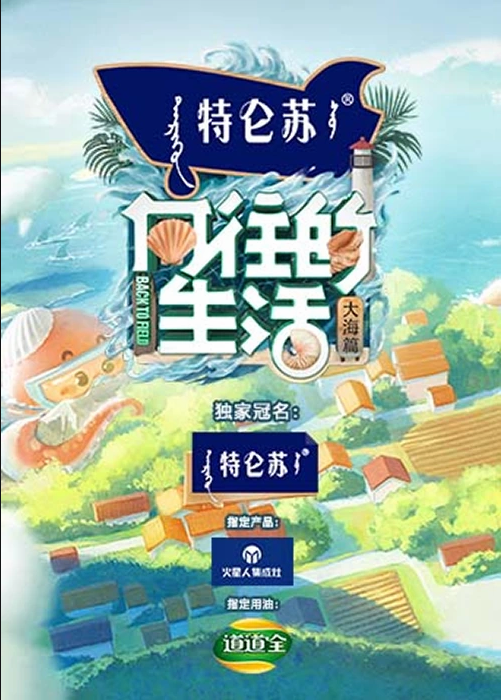 特仑苏®
向往的
生活
BACK TO FIELD
大海篇
独家冠名:
特仑苏®
指定产品:
火星人集成灶
指定用油:
道道全